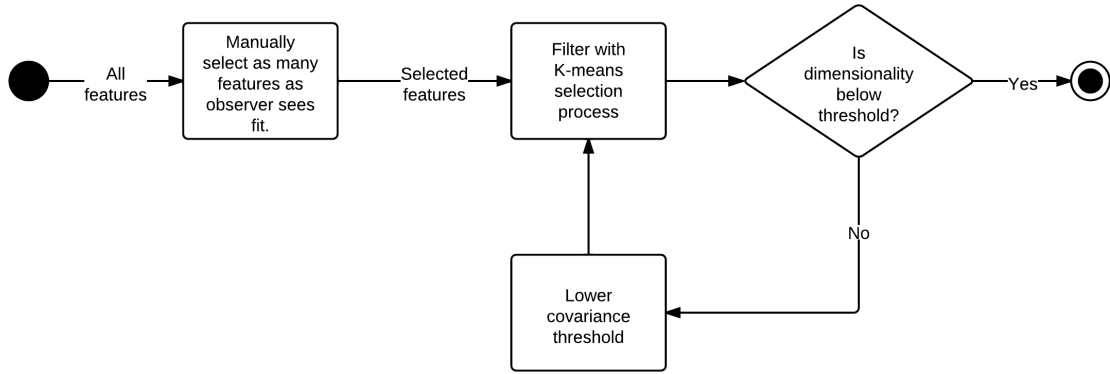 All
features
Manually
select as many
features as
observer sees
fit.
Selected
features
Filter with
K-means
selection
process
Is
dimensionality
below
threshold?
Yes
No
Lower
covariance
threshold